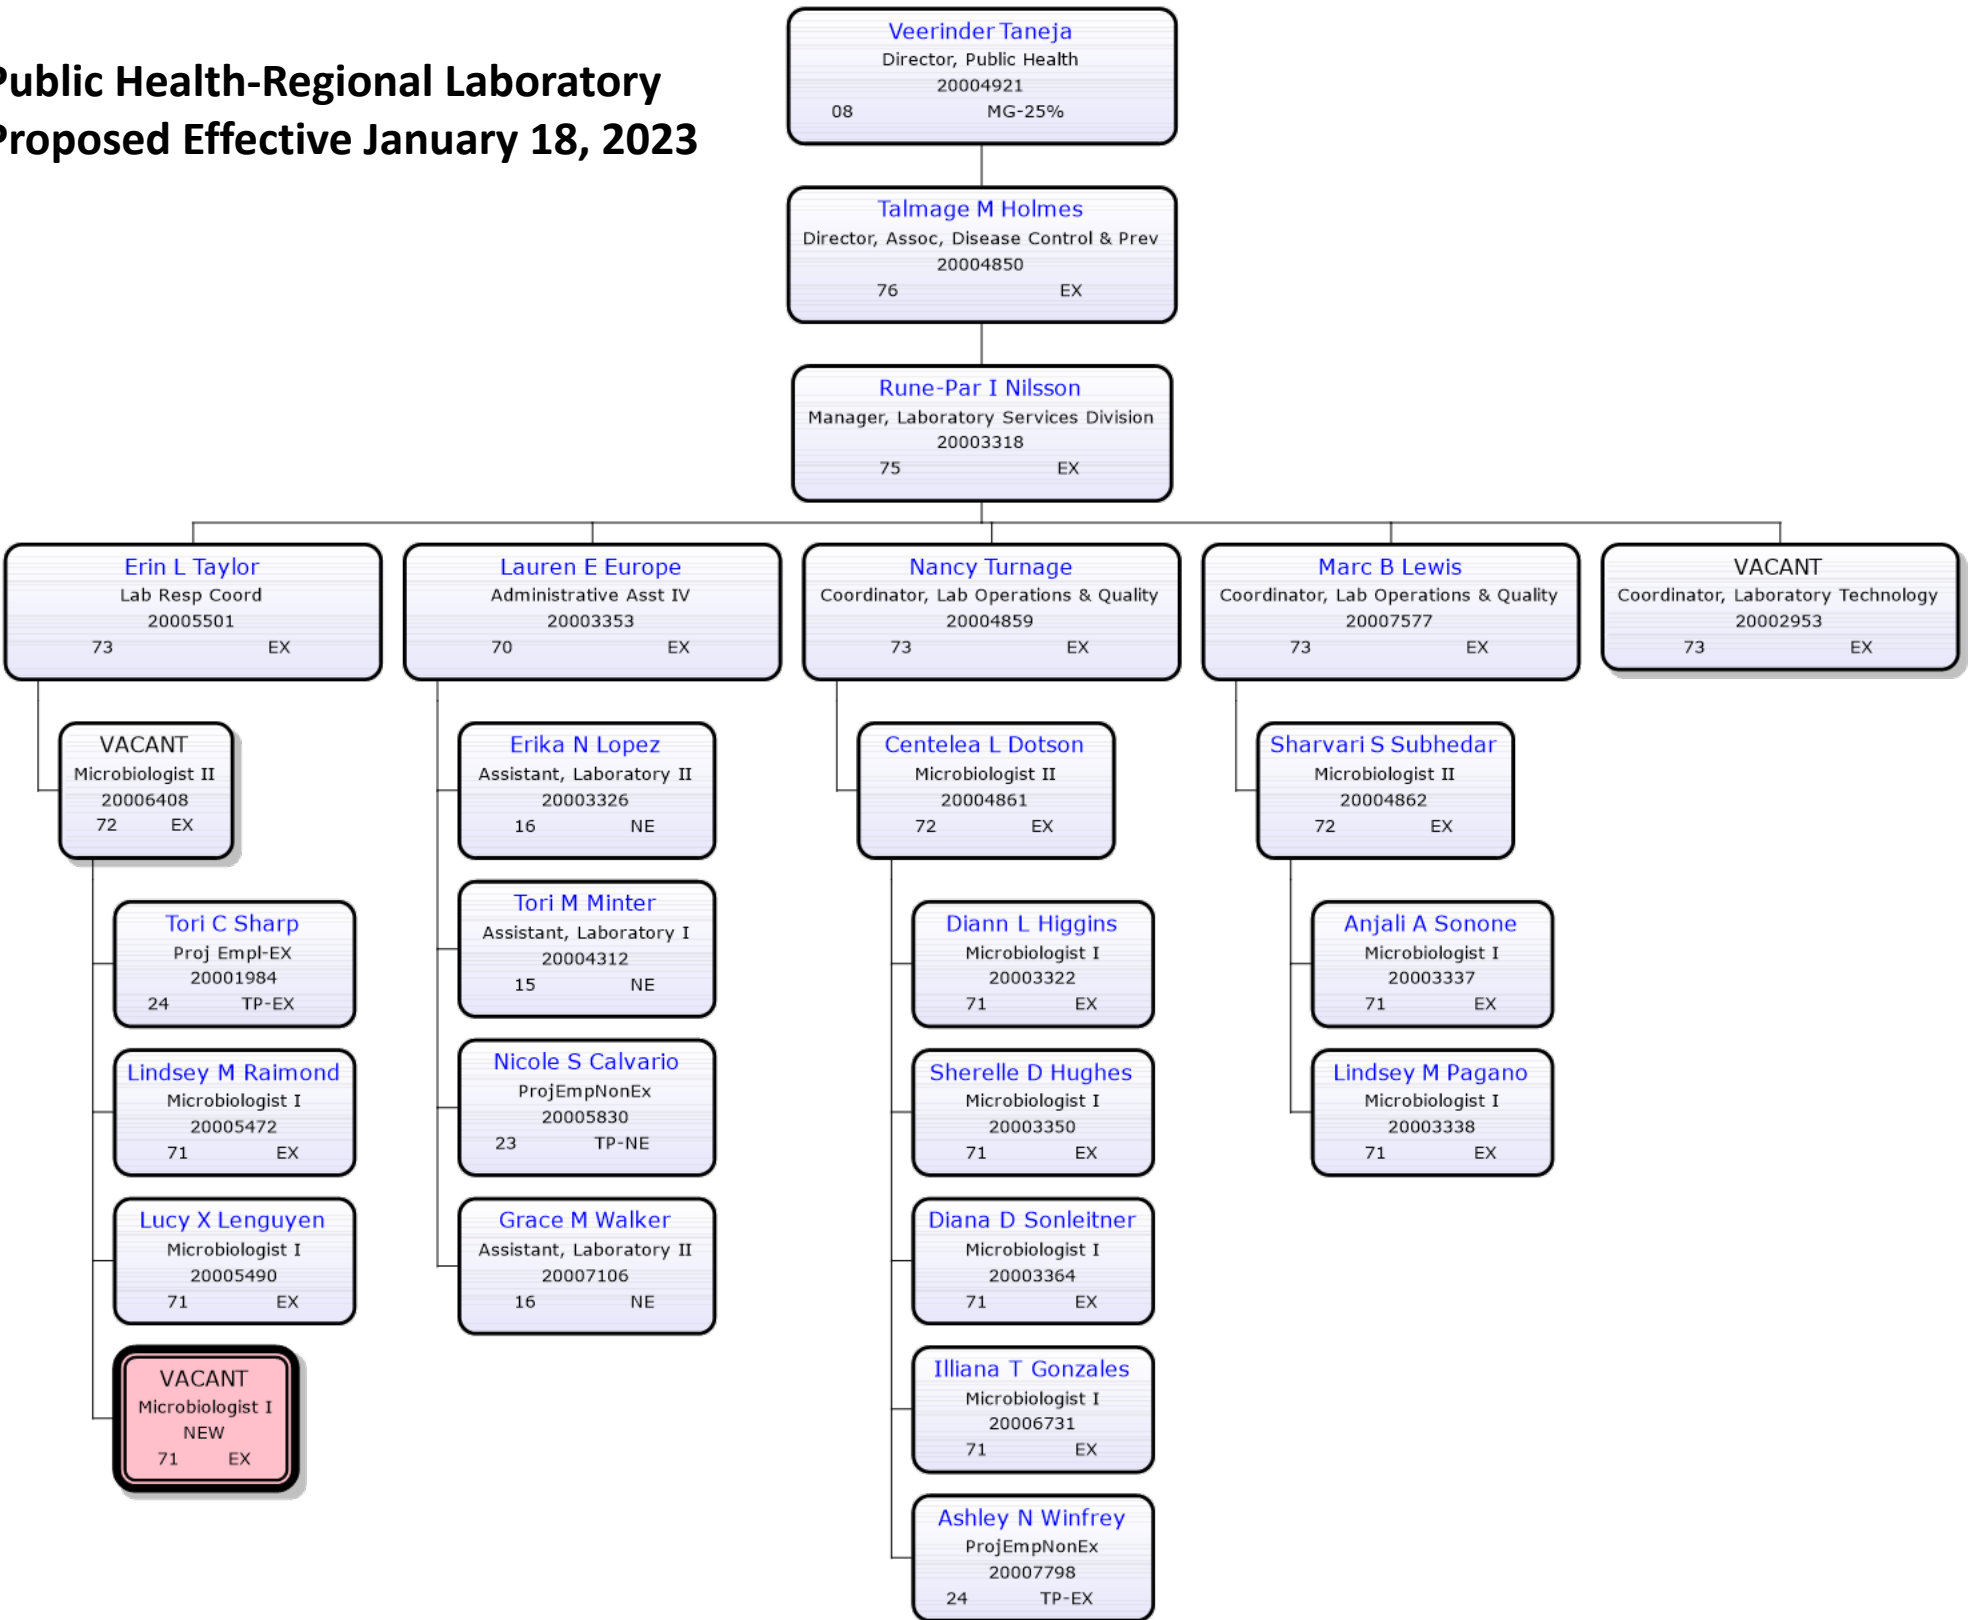 Public Health-Regional Laboratory
Proposed Effective January 18, 2023
Veerinder Taneja
Director, Public Health
20004921
08 MG-25%
Talmage M Holmes
Director, Assoc, Disease Control & Prev
20004850
76 EX
Rune-Par I Nilsson
Manager, Laboratory Services Division
20003318
75 EX
Erin L Taylor
Lab Resp Coord
20005501
73 EX
Lauren E Europe
Administrative Asst IV
20003353
70 EX
Nancy Turnage
Coordinator, Lab Operations & Quality
20004859
73 EX
Marc B Lewis
Coordinator, Lab Operations & Quality
20007577
73 EX
VACANT
Coordinator, Laboratory Technology
20002953
73 EX
VACANT
Microbiologist II
20006408
72 EX
Tori C Sharp
Proj Empl-EX
20001984
24 TP-EX
Lindsey M Raimond
Microbiologist I
20005472
71 EX
Lucy X Lenguyen
Microbiologist I
20005490
71 EX
VACANT
Microbiologist I
NEW
71 EX
Erika N Lopez
Assistant, Laboratory II
20003326
16 NE
Tori M Minter
Assistant, Laboratory I
20004312
15 NE
Nicole S Calvario
ProjEmpNonEx
20005830
23 TP-NE
Grace M Walker
Assistant, Laboratory II
20007106
16 NE
Centelea L Dotson
Microbiologist II
20004861
72 EX
Diann L Higgins
Microbiologist I
20003322
71 EX
Sherelle D Hughes
Microbiologist I
20003350
71 EX
Diana D Sonleitner
Microbiologist I
20003364
71 EX
Illiana T Gonzales
Microbiologist I
20006731
71 EX
Ashley N Winfrey
ProjEmpNonEx
20007798
24 TP-EX
Sharvari S Subhedar
Microbiologist II
20004862
72 EX
Anjali A Sonone
Microbiologist I
20003337
71 EX
Lindsey M Pagano
Microbiologist I
20003338
71 EX